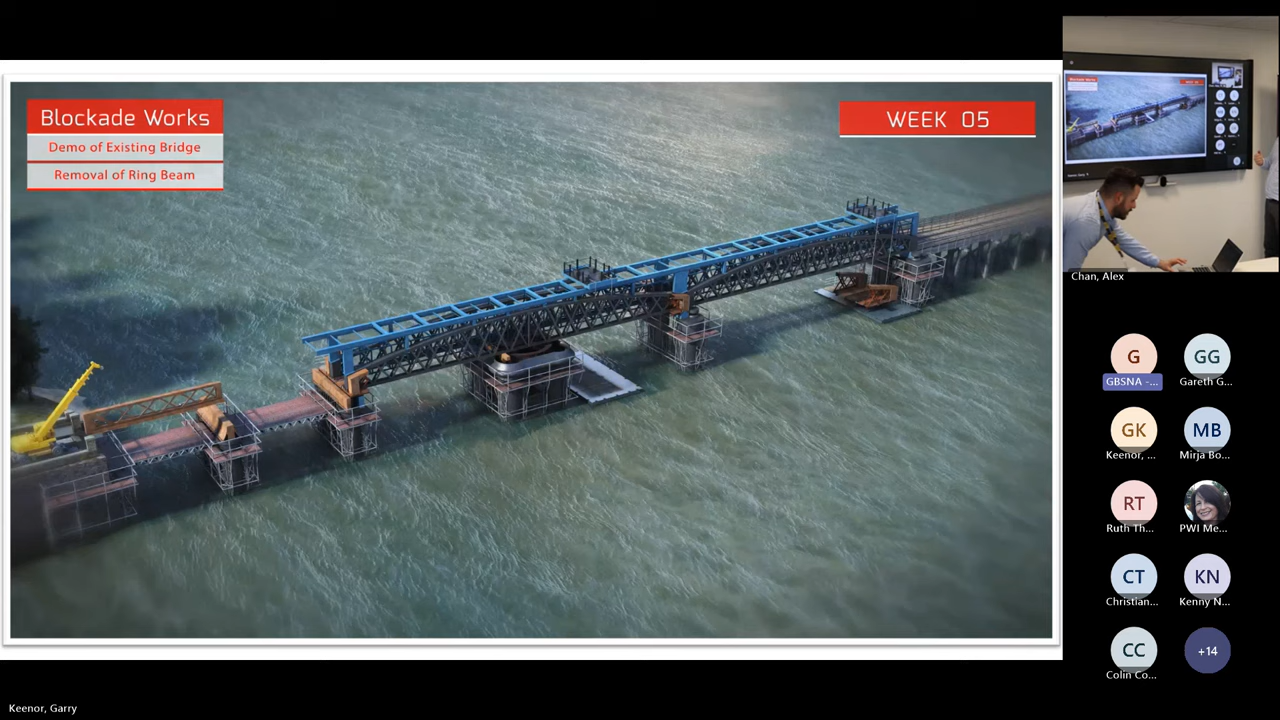 Blockade Works
Demo of Existing Bridge
Removal of Ring Beam
WEEK 05
Chan, Alex
G
GBSNA -...
GG
Gareth G...
GK
Keenor, ...
MB
Mirja Bo...
RT
Ruth Th...
PWI Me...
CT
Christian...
KN
Kenny N...
CC
Colin Co...
+14
Keenor, Garry